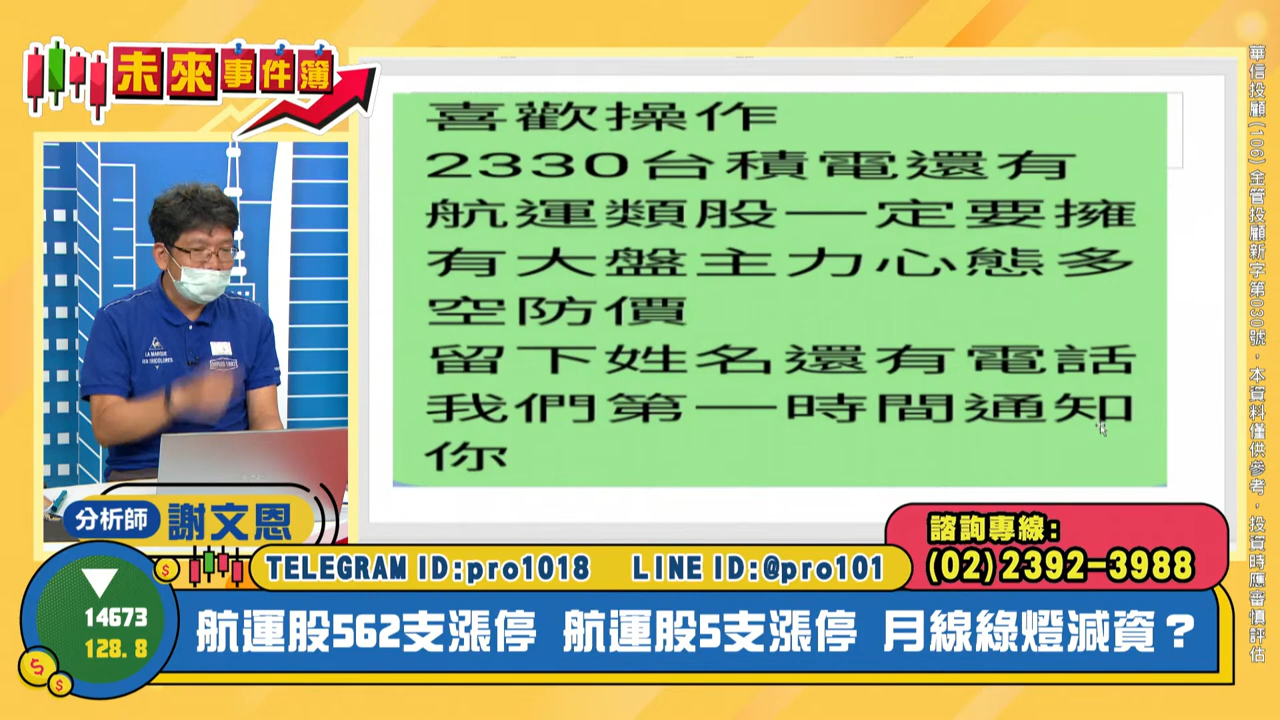 未來事件簿
喜歡操作
2330台積電還有
航運類股一定要擁
有大盤主力心態多
空防價
留下姓名還有電話
我們第一時間通知
你
華信投顧(106)金管投顧新字第030號，本資料僅供參考，投資時應審慎評估
LA MARQUE
DES TRICOLORES
分析師 謝文恩
諮詢專線:
(02)2392-3988
TELEGRAM ID:pro1018 LINE ID:@pro101
14673
128.8
航運股562支漲停 航運股5支漲停 月線綠燈減資？